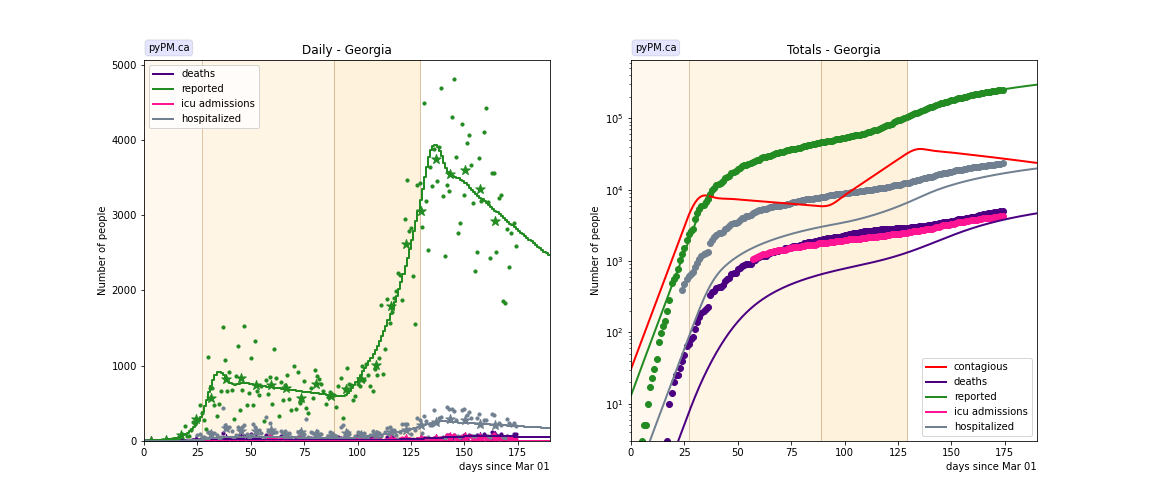 pyPM.ca
Daily - Georgia
Number of people
5000
4000
3000
2000
1000
0
deaths
reported
icu admissions
hospitalized
0
25
50
75
100
125
150
175
days since Mar 01
pyPM.ca
Totals - Georgia
Number of people
10⁵
10⁴
10³
10²
10¹
contagious
deaths
reported
icu admissions
hospitalized
0
25
50
75
100
125
150
175
days since Mar 01